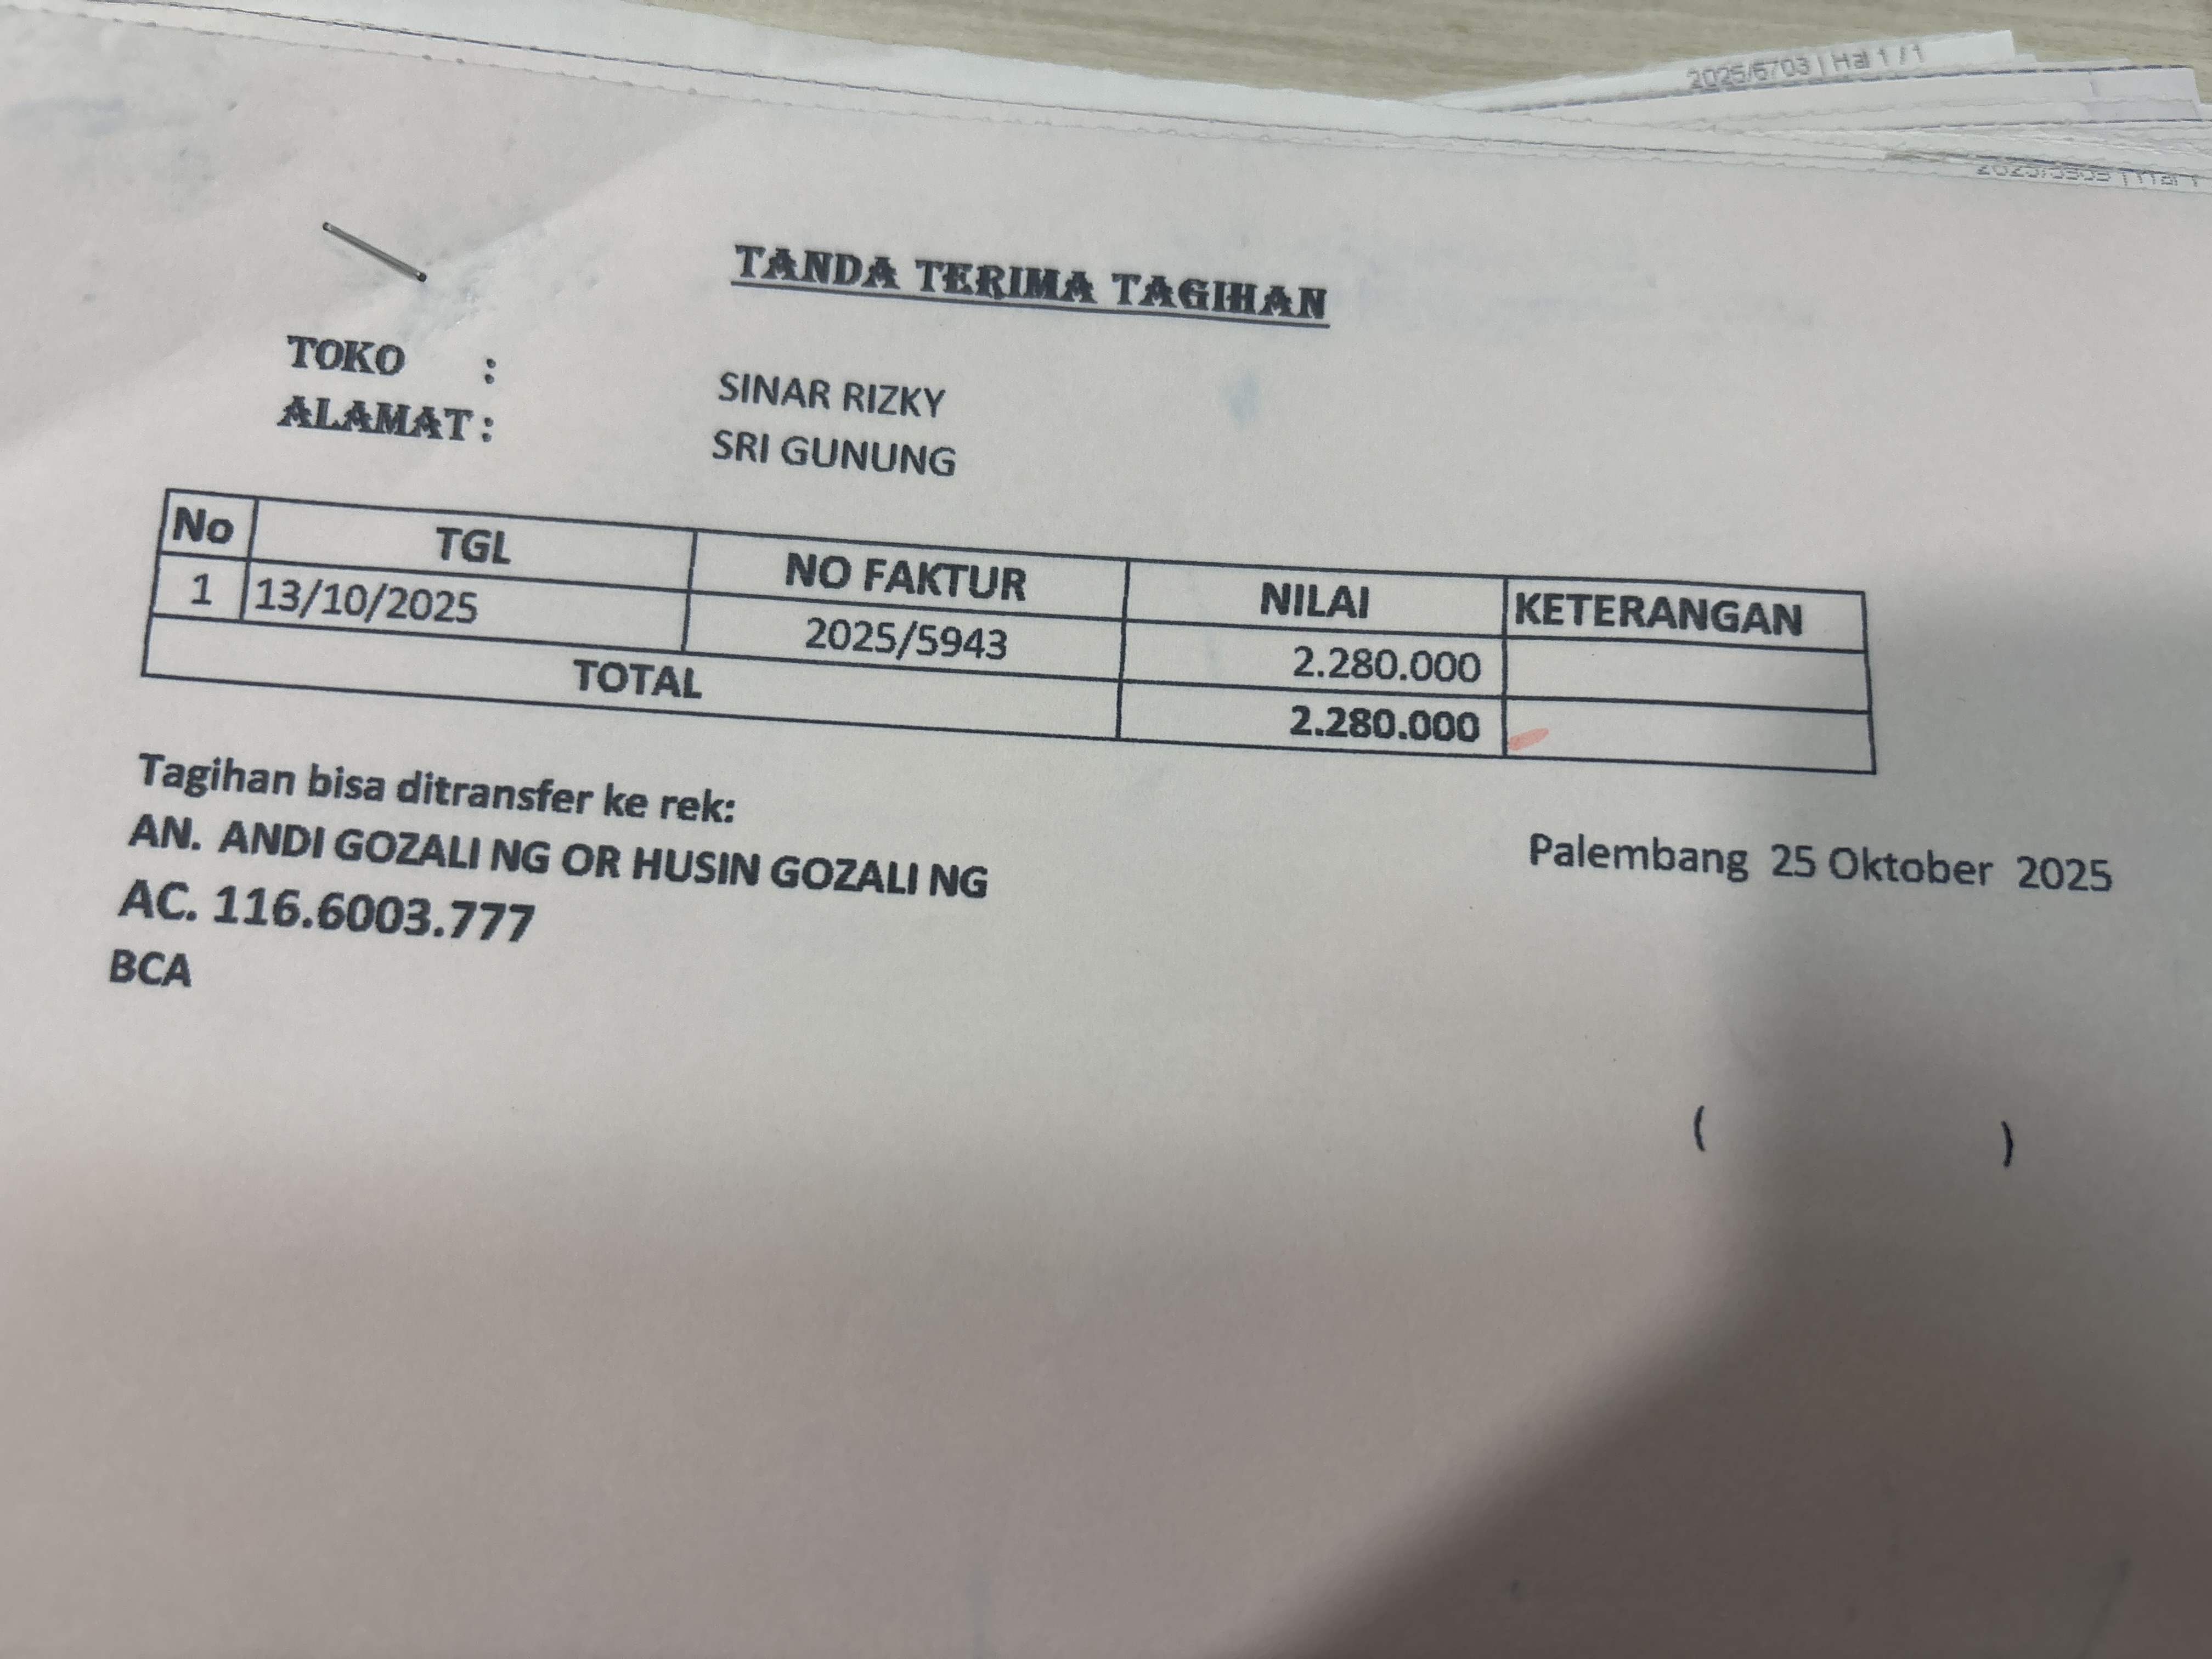 2025/6703 | Hal 1 / 1
TANDA TERIMA TAGIHAN
TOKO : SINAR RIZKY
ALAMAT : SRI GUNUNG
No TGL NO FAKTUR NILAI KETERANGAN
1 13/10/2025 2025/5943 2.280.000
TOTAL 2.280.000
Tagihan bisa ditransfer ke rek:
AN. ANDI GOZALI NG OR HUSIN GOZALI NG
AC. 116.6003.777
BCA
Palembang 25 Oktober 2025
( )